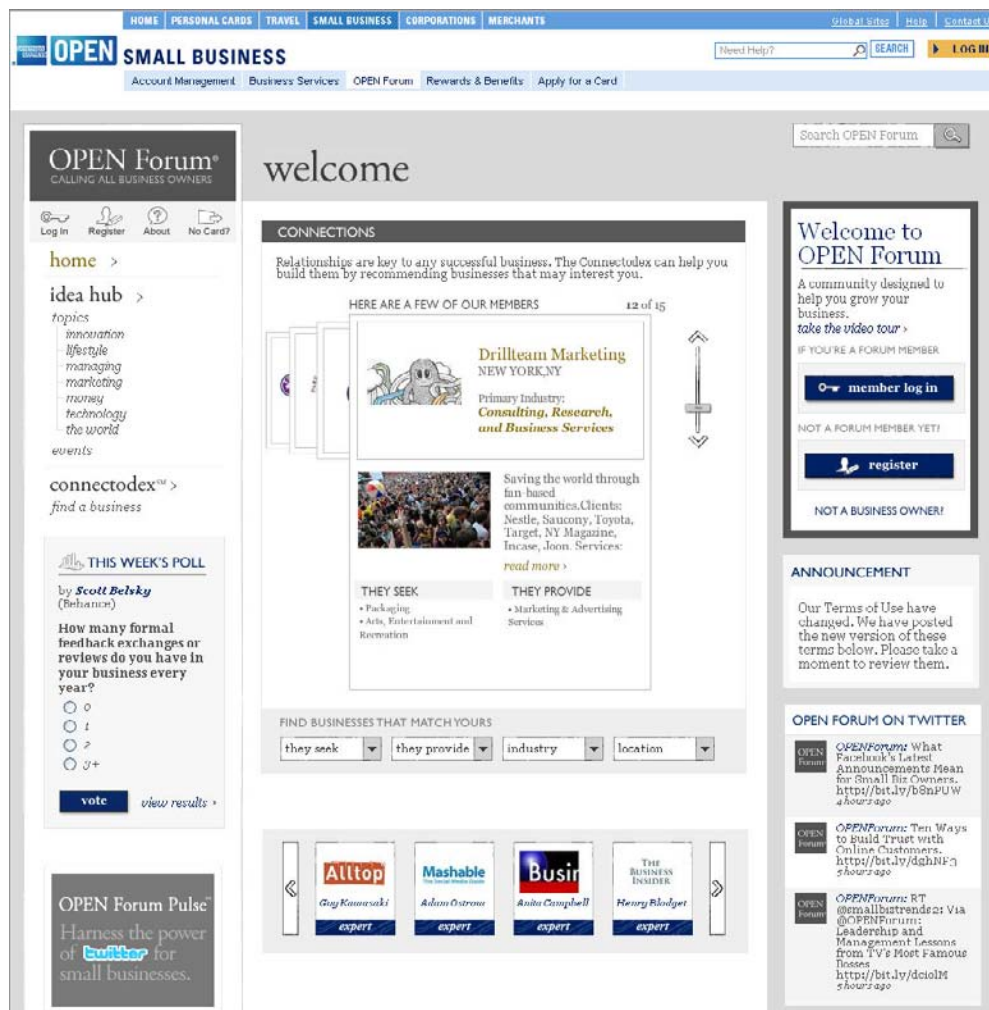 HOME PERSONAL CARDS TRAVEL SMALL BUSINESS CORPORATIONS MERCHANTS
Global Sites Help Contact U
OPEN SMALL BUSINESS
Need Help?
SEARCH
LOG IN
Account Management Business Services OPEN Forum Rewards & Benefits Apply for a Card
Search OPEN Forum
OPEN Forum®
CALLING ALL BUSINESS OWNERS
Log In Register About No Card?
home >
idea hub >
topics
innovation
lifestyle
managing
marketing
money
technology
the world
events
connectodex℠ >
find a business
THIS WEEK'S POLL
by Scott Belsky
(Behance)
How many formal
feedback exchanges or
reviews do you have in
your business every
year?
0
1
2
3+
vote
view results ›
OPEN Forum Pulse
Harness the power
of twitter for
small businesses.
welcome
CONNECTIONS
Relationships are key to any successful business. The Connectodex can help you
build them by recommending businesses that may interest you.
HERE ARE A FEW OF OUR MEMBERS
12 of 15
Drillteam Marketing
NEW YORK,NY
Primary Industry:
Consulting, Research,
and Business Services
Saving the world through
fan-based
communities.Clients:
Nestle, Saucony, Toyota,
Target, NY Magazine,
Incase, Joon. Services:
read more ›
THEY SEEK
• Packaging
• Arts, Entertainment and
Recreation
THEY PROVIDE
• Marketing & Advertising
Services
FIND BUSINESSES THAT MATCH YOURS
they seek they provide industry location
Alltop
Guy Kawasaki
expert
Mashable
The Social Media Guide
Adam Ostrow
expert
Busin
Anita Campbell
expert
THE
BUSINESS
INSIDER
Henry Blodget
expert
Welcome to
OPEN Forum
A community designed to
help you grow your
business.
take the video tour ›
IF YOU'RE A FORUM MEMBER
member log in
NOT A FORUM MEMBER YET?
register
NOT A BUSINESS OWNER?
ANNOUNCEMENT
Our Terms of Use have
changed. We have posted
the new version of these
terms below. Please take a
moment to review them.
OPEN FORUM ON TWITTER
OPEN
Forum
OPENForum: What
Facebook's Latest
Announcements Mean
for Small Biz Owners.
http://bit.ly/b8nPUW
4 hours ago
OPEN
Forum
OPENForum: Ten Ways
to Build Trust with
Online Customers.
http://bit.ly/dghNF3
5 hours ago
OPEN
Forum
OPENForum: RT
@smallbiztrends2: Via
@OPENForum:
Leadership and
Management Lessons
from TV's Most Famous
Bosses
http://bit.ly/dciolM
5 hours ago